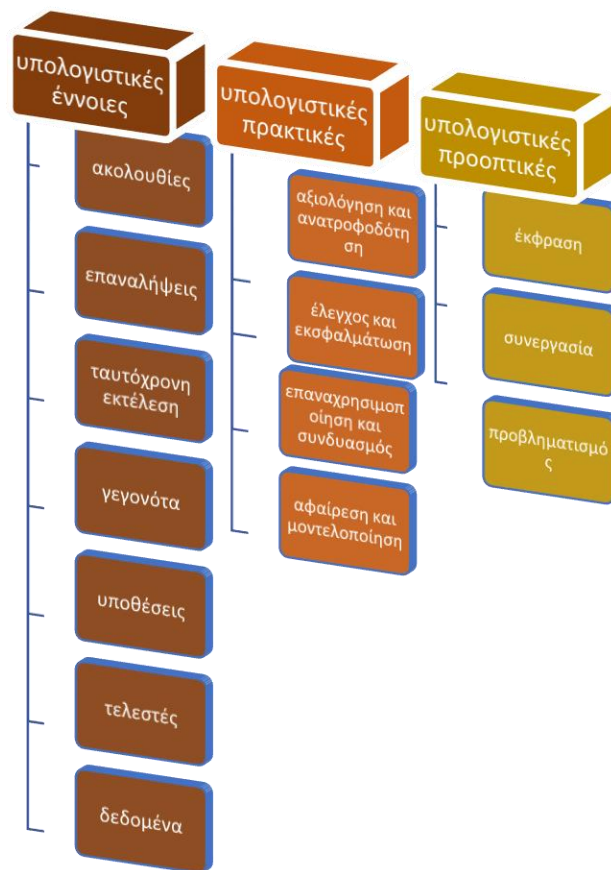 υπολογιστικές
έννοιες
ακολουθίες
επαναλήψεις
ταυτόχρονη
εκτέλεση
γεγονότα
υποθέσεις
τελεστές
δεδομένα
υπολογιστικές
πρακτικές
αξιολόγηση και
ανατροφοδότη
ση
έλεγχος και
εκσφαλμάτωση
επαναχρησιμοπ
οίηση και
συνδυασμός
αφαίρεση και
μοντελοποίηση
υπολογιστικές
προοπτικές
έκφραση
συνεργασία
προβληματισμό
ς